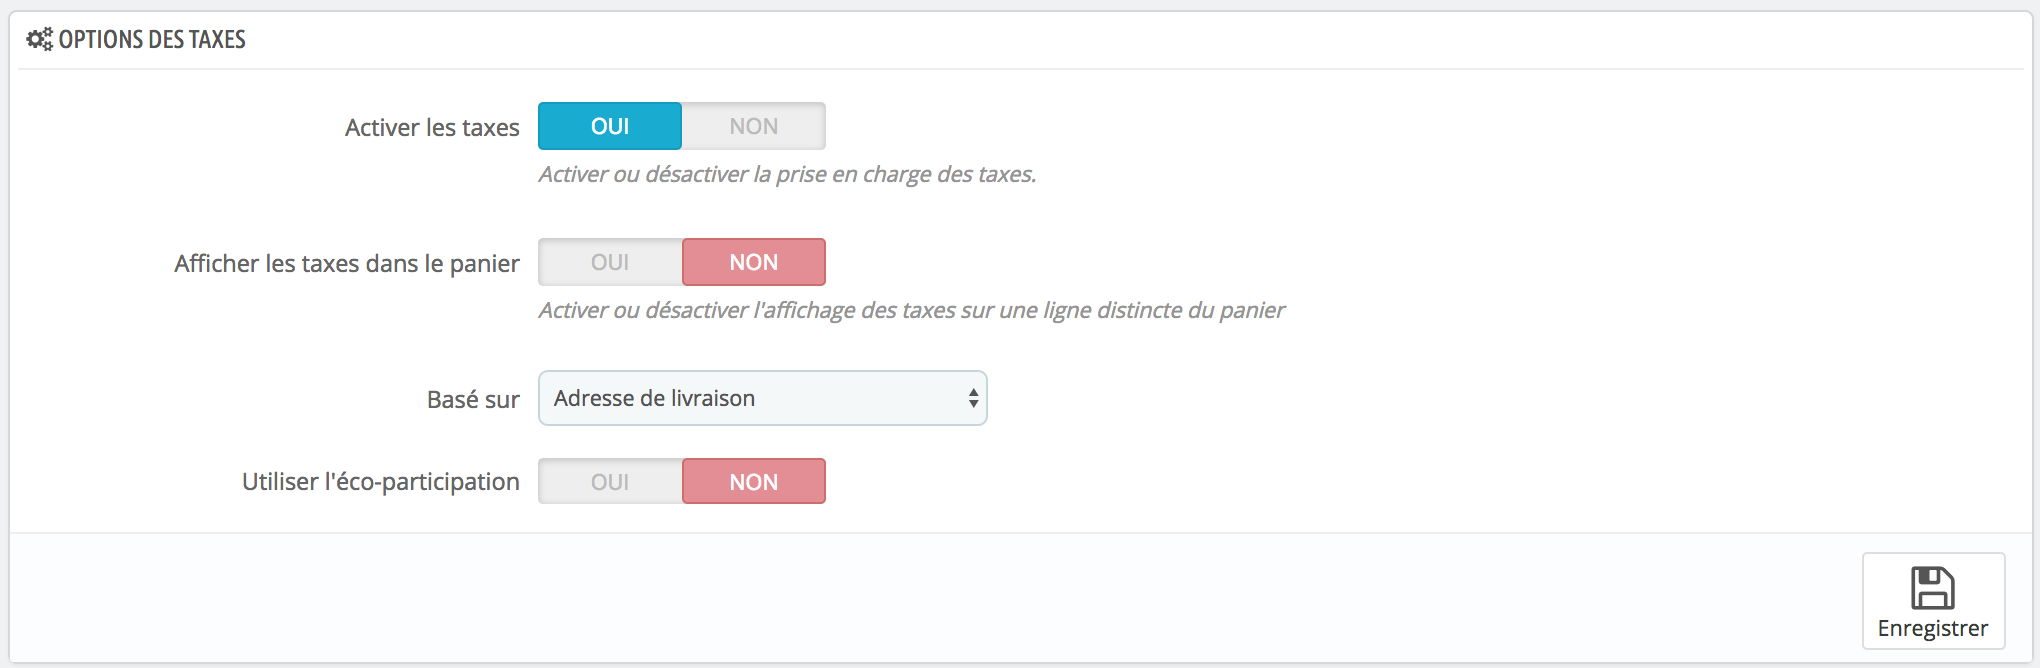 OPTIONS DES TAXES
Activer les taxes OUI NON
Activer ou désactiver la prise en charge des taxes.
Afficher les taxes dans le panier OUI NON
Activer ou désactiver l'affichage des taxes sur une ligne distincte du panier
Basé sur Adresse de livraison
Utiliser l'éco-participation OUI NON
Enregistrer